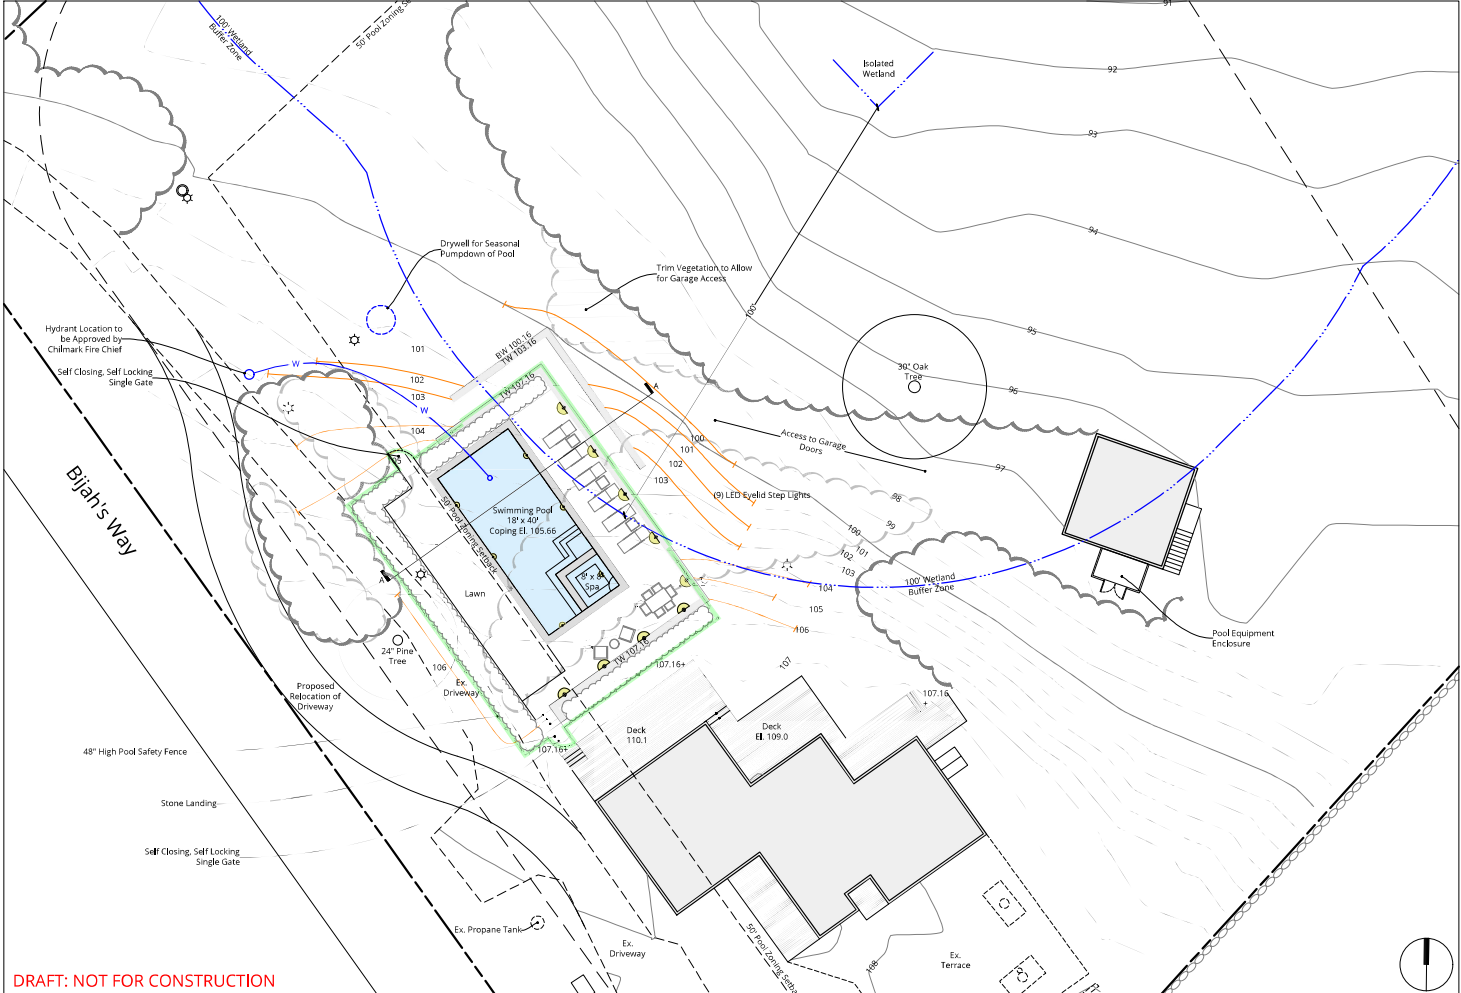 91
100' Wetland
Buffer Zone
50' Pool Zoning
92
Isolated
Wetland
93
94
Drywell for Seasonal
Pumpdown of Pool
Trim Vegetation to Allow
for Garage Access
100'
95
Hydrant Location to
be Approved by
Chilmark Fire Chief
Self Closing, Self Locking
Single Gate
W
W
101
102
103
104
BW 100.16
TW 103.16
TW 107.16
A
30" Oak
Tree
96
Access to Garage
Doors
97
100
101
102
103
(9) LED Eyelid Step Lights
98
99
100
101
102
103
104
105
106
100' Wetland
Buffer Zone
Bijah's Way
50' Pool Zoning Setback
Swimming Pool
18' x 40'
Coping El. 105.66
8' x 8'
Spa
A
Lawn
24" Pine
Tree
106
Ex.
Driveway
Proposed
Relocation of
Driveway
TW 107.16
107.16+
107
107.16
+
Pool Equipment
Enclosure
Deck
110.1
Deck
El. 109.0
107.16+
48" High Pool Safety Fence
Stone Landing
Self Closing, Self Locking
Single Gate
Ex. Propane Tank
Ex.
Driveway
50' Pool Zoning
108
Ex.
Terrace
DRAFT: NOT FOR CONSTRUCTION